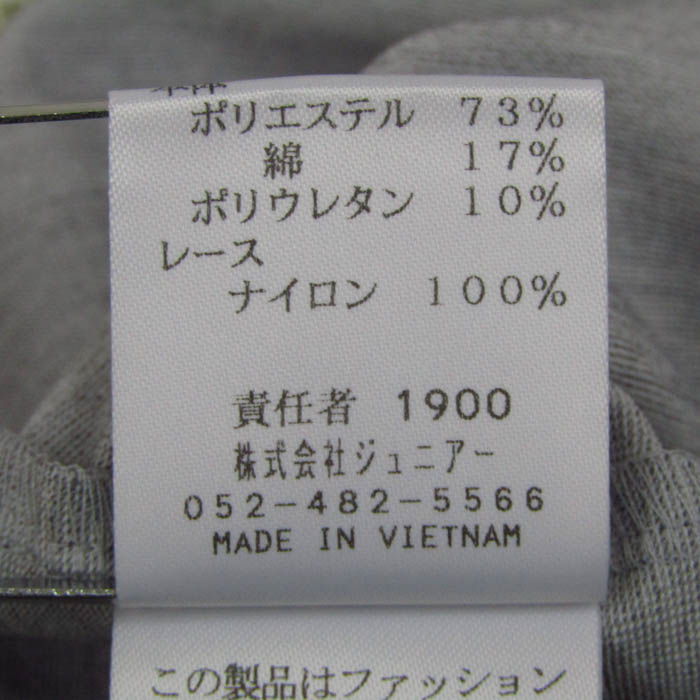 本体
ポリエステル 73%
綿 17%
ポリウレタン 10%
レース
ナイロン 100%
責任者 1900
株式会社ジュニアー
052-482-5566
MADE IN VIETNAM
この製品はファッション